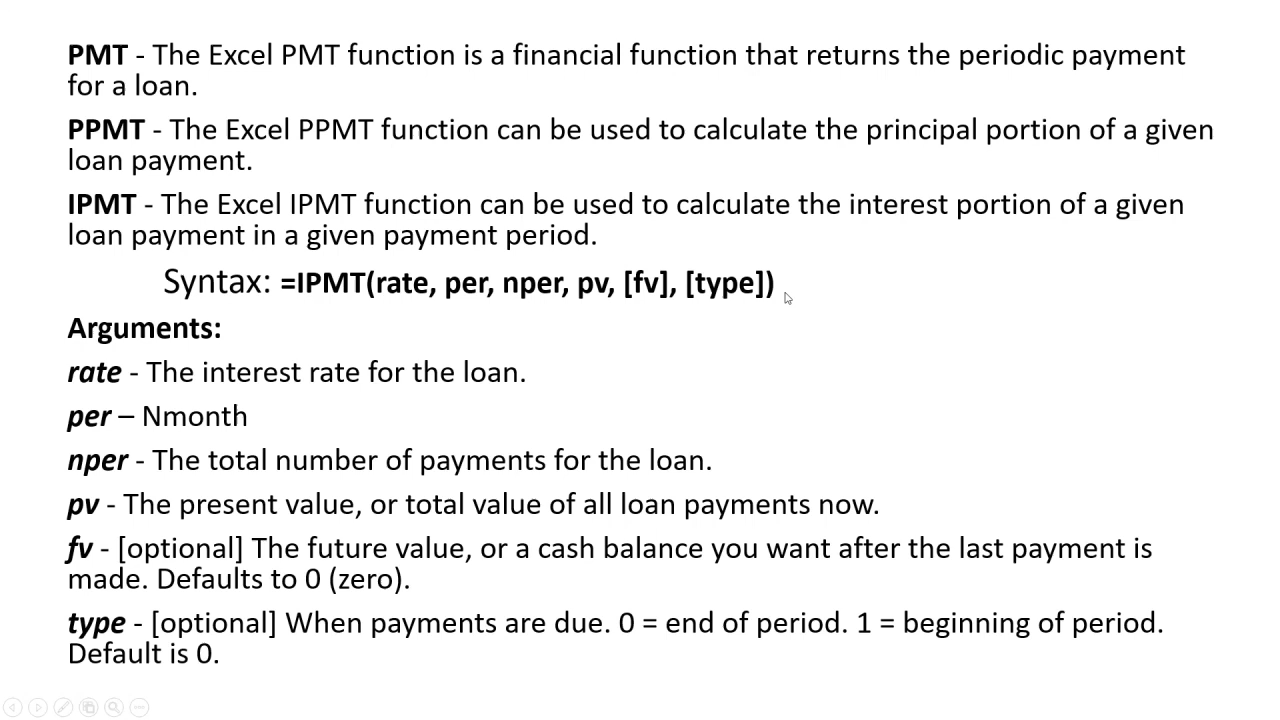 PMT - The Excel PMT function is a financial function that returns the periodic payment
for a loan.
PPMT - The Excel PPMT function can be used to calculate the principal portion of a given
loan payment.
IPMT - The Excel IPMT function can be used to calculate the interest portion of a given
loan payment in a given payment period.
Syntax: =IPMT(rate, per, nper, pv, [fv], [type])
Arguments:
rate - The interest rate for the loan.
per – Nmonth
nper - The total number of payments for the loan.
pv - The present value, or total value of all loan payments now.
fv - [optional] The future value, or a cash balance you want after the last payment is
made. Defaults to 0 (zero).
type - [optional] When payments are due. 0 = end of period. 1 = beginning of period.
Default is 0.